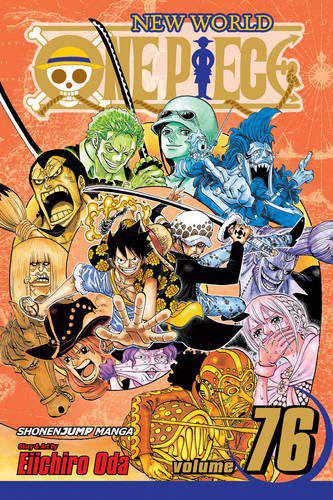 NEW WORLD
ONE PIECE
SHONEN JUMP MANGA
Story & Art by
Eiichiro Oda
volume 76